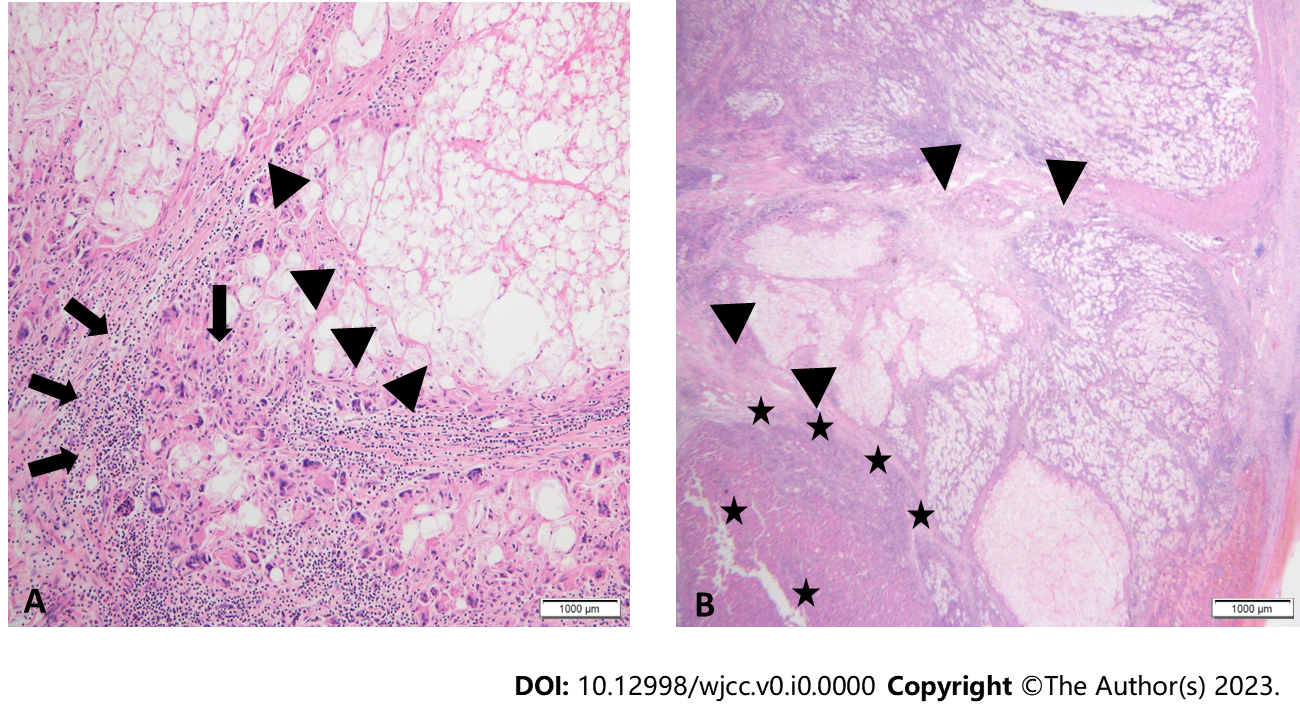 A
1000 µm
B
1000 µm
DOI: 10.12998/wjcc.v0.i0.0000 Copyright ©The Author(s) 2023.